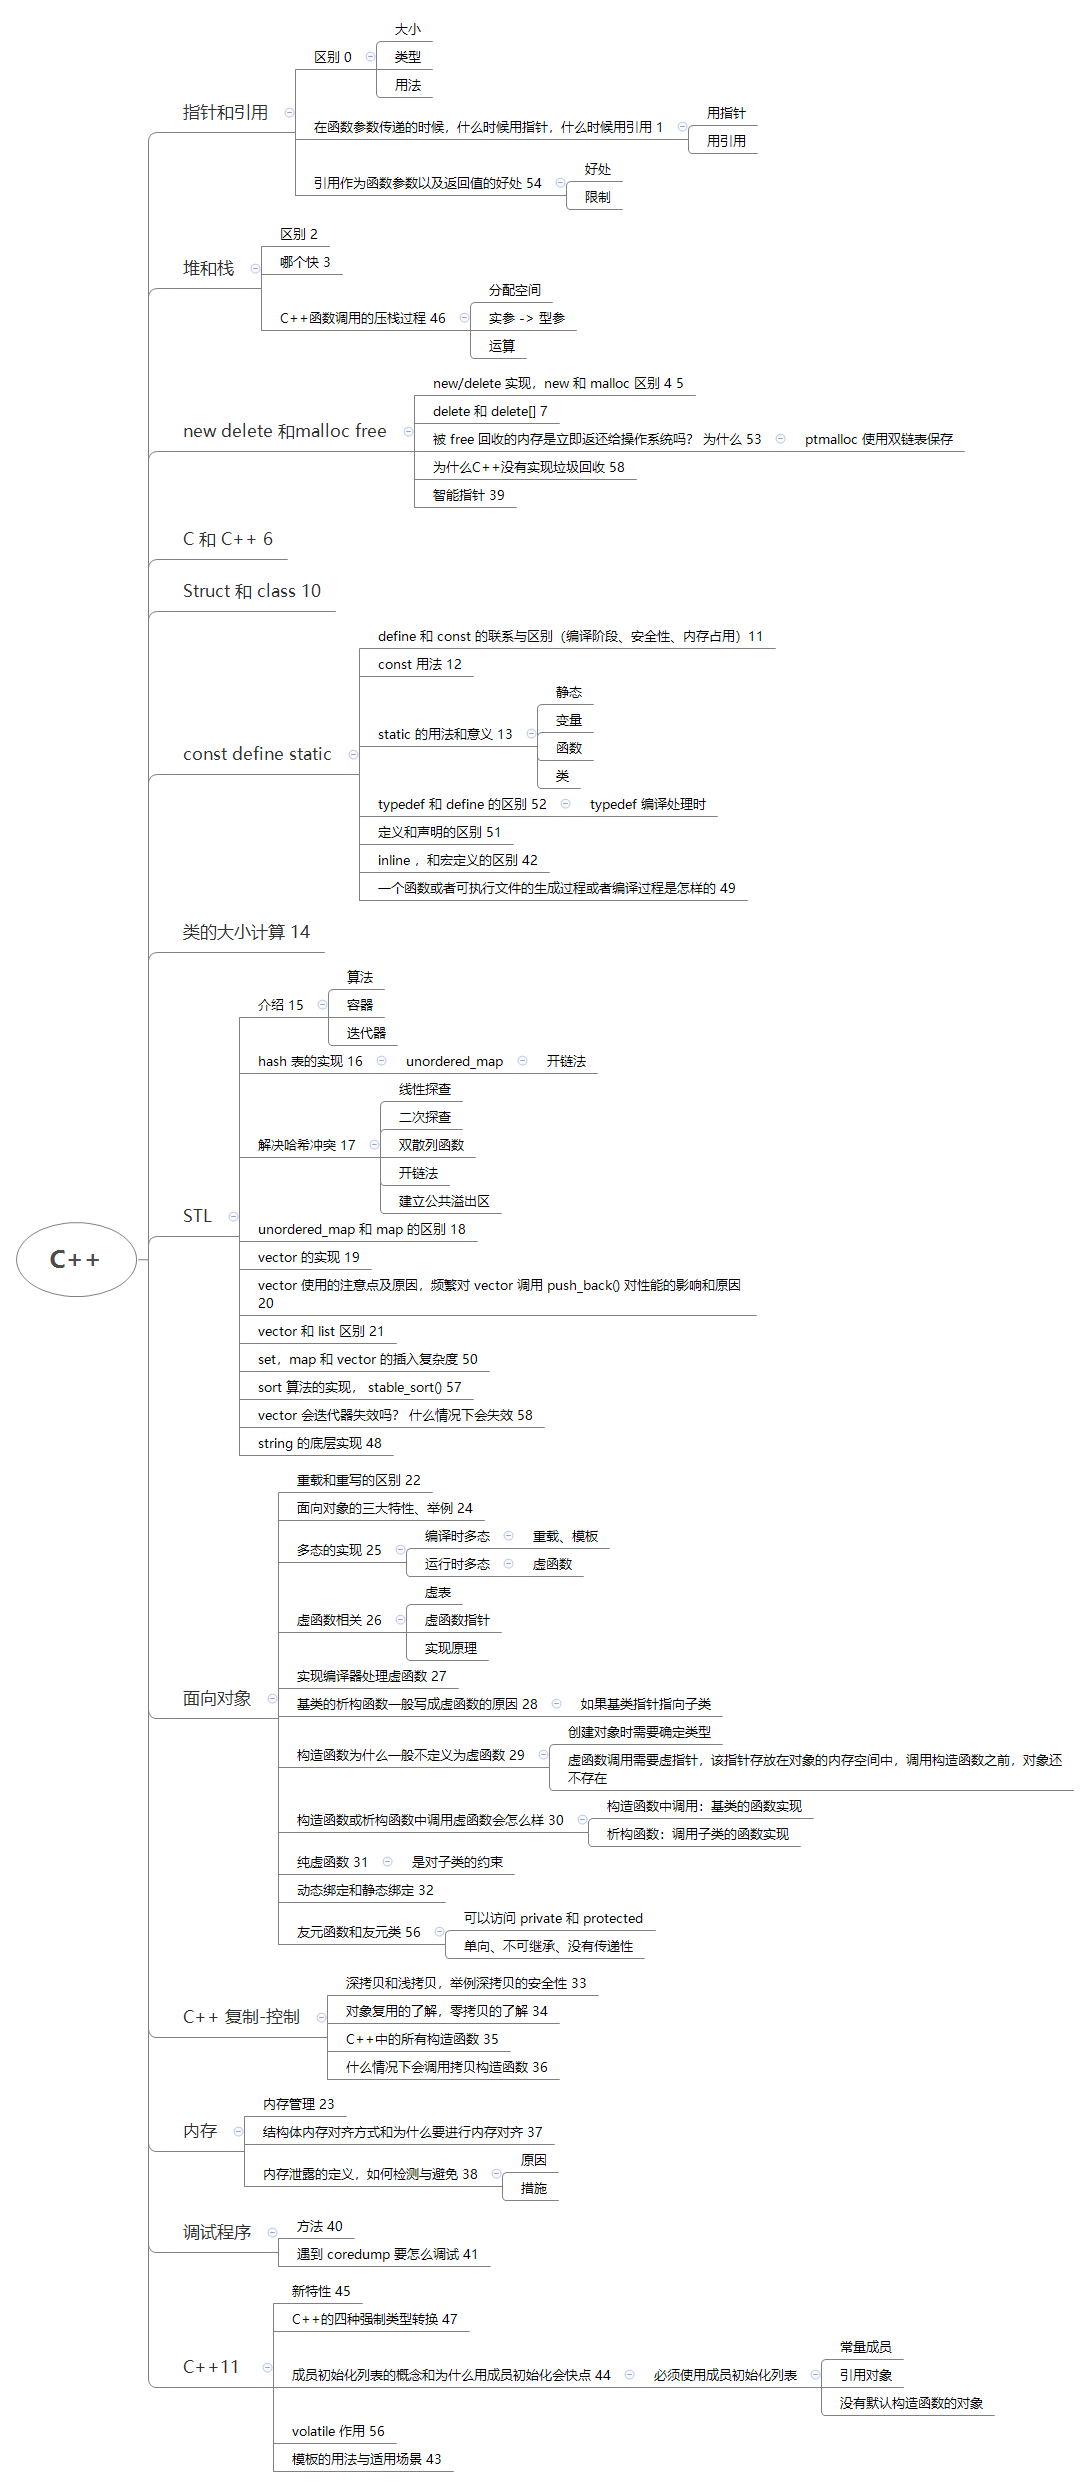 C++
指针和引用
区别 0
大小
类型
用法
在函数参数传递的时候，什么时候用指针，什么时候用引用 1
用指针
用引用
引用作为函数参数以及返回值的好处 54
好处
限制
堆和栈
区别 2
哪个快 3
C++函数调用的压栈过程 46
分配空间
实参 -> 型参
运算
new delete 和malloc free
new/delete 实现，new 和 malloc 区别 4 5
delete 和 delete[] 7
被 free 回收的内存是立即返还给操作系统吗？ 为什么 53
ptmalloc 使用双链表保存
为什么C++没有实现垃圾回收 58
智能指针 39
C 和 C++ 6
Struct 和 class 10
const define static
define 和 const 的联系与区别（编译阶段、安全性、内存占用）11
const 用法 12
static 的用法和意义 13
静态
变量
函数
类
typedef 和 define 的区别 52
typedef 编译处理时
定义和声明的区别 51
inline ，和宏定义的区别 42
一个函数或者可执行文件的生成过程或者编译过程是怎样的 49
类的大小计算 14
STL
介绍 15
算法
容器
迭代器
hash 表的实现 16
unordered_map
开链法
解决哈希冲突 17
线性探查
二次探查
双散列函数
开链法
建立公共溢出区
unordered_map 和 map 的区别 18
vector 的实现 19
vector 使用的注意点及原因，频繁对 vector 调用 push_back() 对性能的影响和原因
20
vector 和 list 区别 21
set，map 和 vector 的插入复杂度 50
sort 算法的实现， stable_sort() 57
vector 会迭代器失效吗？ 什么情况下会失效 58
string 的底层实现 48
面向对象
重载和重写的区别 22
面向对象的三大特性、举例 24
多态的实现 25
编译时多态
重载、模板
运行时多态
虚函数
虚函数相关 26
虚表
虚函数指针
实现原理
实现编译器处理虚函数 27
基类的析构函数一般写成虚函数的原因 28
如果基类指针指向子类
构造函数为什么一般不定义为虚函数 29
创建对象时需要确定类型
虚函数调用需要虚指针，该指针存放在对象的内存空间中，调用构造函数之前，对象还
不存在
构造函数或析构函数中调用虚函数会怎么样 30
构造函数中调用：基类的函数实现
析构函数：调用子类的函数实现
纯虚函数 31
是对子类的约束
动态绑定和静态绑定 32
友元函数和友元类 56
可以访问 private 和 protected
单向、不可继承、没有传递性
C++ 复制-控制
深拷贝和浅拷贝，举例深拷贝的安全性 33
对象复用的了解，零拷贝的了解 34
C++中的所有构造函数 35
什么情况下会调用拷贝构造函数 36
内存
内存管理 23
结构体内存对齐方式和为什么要进行内存对齐 37
内存泄露的定义，如何检测与避免 38
原因
措施
调试程序
方法 40
遇到 coredump 要怎么调试 41
C++11
新特性 45
C++的四种强制类型转换 47
成员初始化列表的概念和为什么用成员初始化会快点 44
必须使用成员初始化列表
常量成员
引用对象
没有默认构造函数的对象
volatile 作用 56
模板的用法与适用场景 43